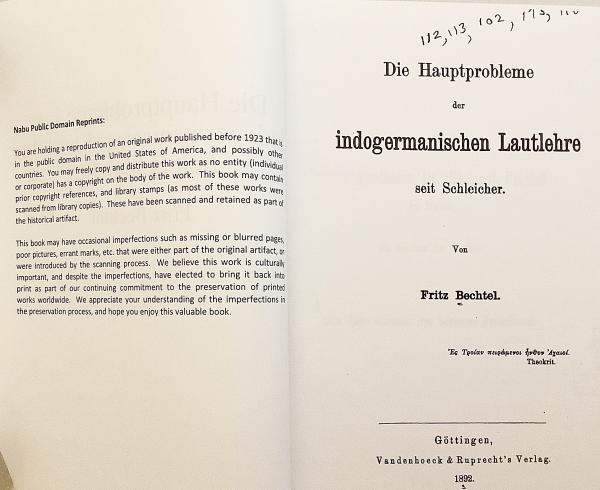 Nabu Public Domain Reprints:
You are holding a reproduction of an original work published before 1923 that is
in the public domain in the United States of America, and possibly other
countries. You may freely copy and distribute this work as no entity (individual
or corporate) has a copyright on the body of the work. This book may contain
prior copyright references, and library stamps (as most of these works were
scanned from library copies). These have been scanned and retained as part of
the historical artifact.
This book may have occasional imperfections such as missing or blurred pages,
poor pictures, errant marks, etc. that were either part of the original artifact, or
were introduced by the scanning process. We believe this work is culturally
important, and despite the imperfections, have elected to bring it back into
print as part of our continuing commitment to the preservation of printed
works worldwide. We appreciate your understanding of the imperfections in
the preservation process, and hope you enjoy this valuable book.
112, 113, 102,
Die Hauptprobleme
der
indogermanischen Lautlehre
seit Schleicher.
Von
Fritz Bechtel.
Ἐς Τροίαν πειρώμενοι ἦνθον Ἀχαιοί.
Theokrit.
Göttingen,
Vandenhoeck & Ruprecht's Verlag.
1892.